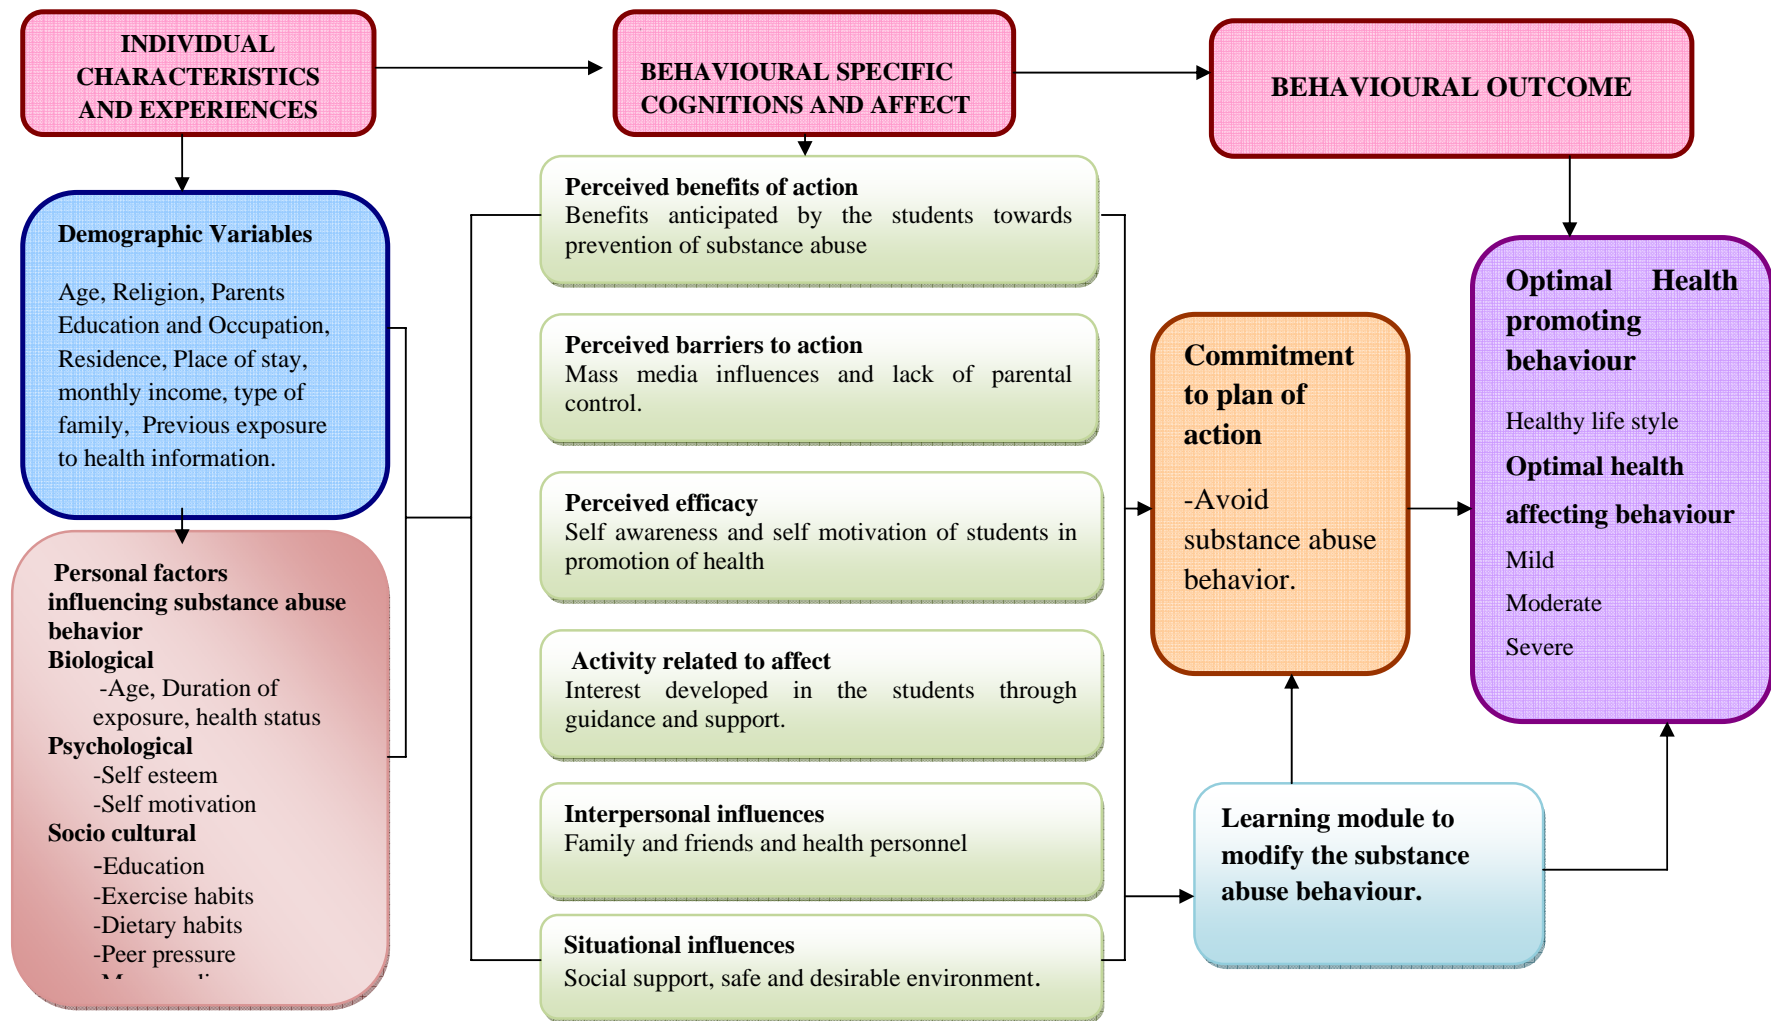 INDIVIDUAL
CHARACTERISTICS
AND EXPERIENCES
BEHAVIOURAL SPECIFIC
COGNITIONS AND AFFECT
BEHAVIOURAL OUTCOME
Demographic Variables
Age, Religion, Parents
Education and Occupation,
Residence, Place of stay,
monthly income, type of
family, Previous exposure
to health information.
Personal factors
influencing substance abuse
behavior
Biological
-Age, Duration of
exposure, health status
Psychological
-Self esteem
-Self motivation
Socio cultural
-Education
-Exercise habits
-Dietary habits
-Peer pressure
Perceived benefits of action
Benefits anticipated by the students towards
prevention of substance abuse
Perceived barriers to action
Mass media influences and lack of parental
control.
Perceived efficacy
Self awareness and self motivation of students in
promotion of health
Activity related to affect
Interest developed in the students through
guidance and support.
Interpersonal influences
Family and friends and health personnel
Situational influences
Social support, safe and desirable environment.
Commitment
to plan of
action
-Avoid
substance abuse
behavior.
Learning module to
modify the substance
abuse behaviour.
Optimal Health
promoting
behaviour
Healthy life style
Optimal health
affecting behaviour
Mild
Moderate
Severe